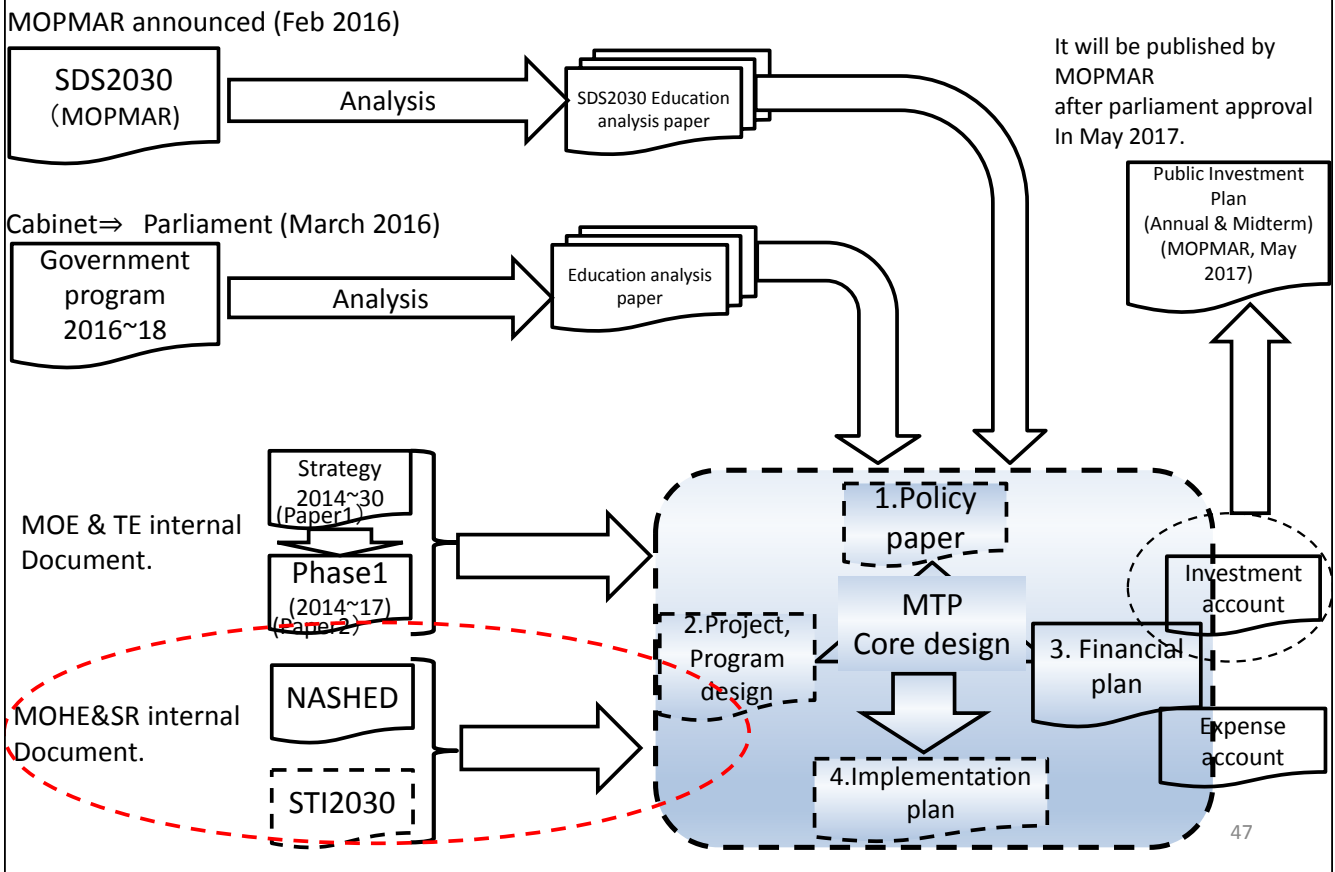 MOPMAR announced (Feb 2016)
SDS2030
(MOPMAR)
Analysis
SDS2030 Education
analysis paper
It will be published by
MOPMAR
after parliament approval
In May 2017.
Public Investment
Plan
(Annual & Midterm)
(MOPMAR, May
2017)
Cabinet⇒ Parliament (March 2016)
Government
program
2016~18
Analysis
Education analysis
paper
MOE & TE internal
Document.
Strategy
2014~30
(Paper1)
Phase1
(2014~17)
(Paper2)
MOHE&SR internal
Document.
NASHED
STI2030
1.Policy
paper
MTP
Core design
2.Project,
Program
design
3. Financial
plan
4.Implementation
plan
Investment
account
Expense
account
47